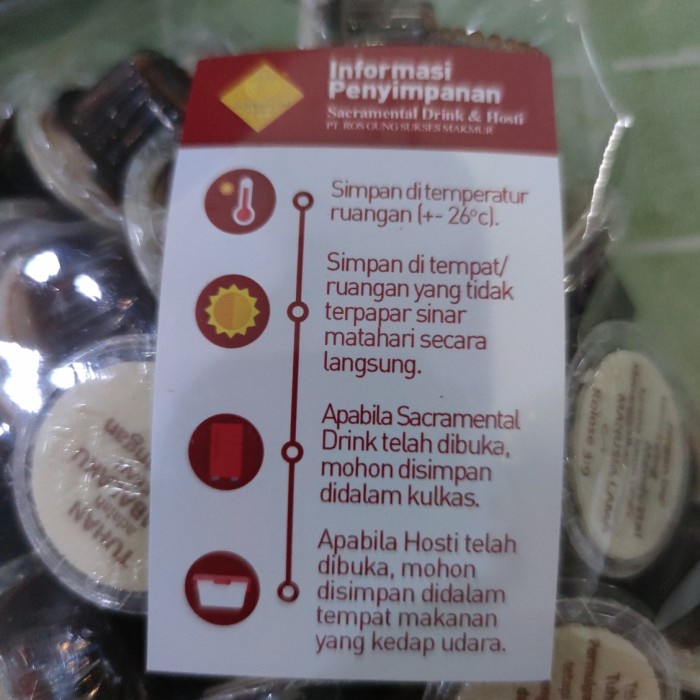 Informasi
Penyimpanan
Sacramental Drink & Hosti
PT. ROS GUNG SUKSES MAKMUR
Simpan di temperatur
ruangan (+- 26°c).
Simpan di tempat/
ruangan yang tidak
terpapar sinar
matahari secara
langsung.
Apabila Sacramental
Drink telah dibuka,
mohon disimpan
didalam kulkas.
Apabila Hosti telah
dibuka, mohon
disimpan didalam
tempat makanan
yang kedap udara.
TUHAN